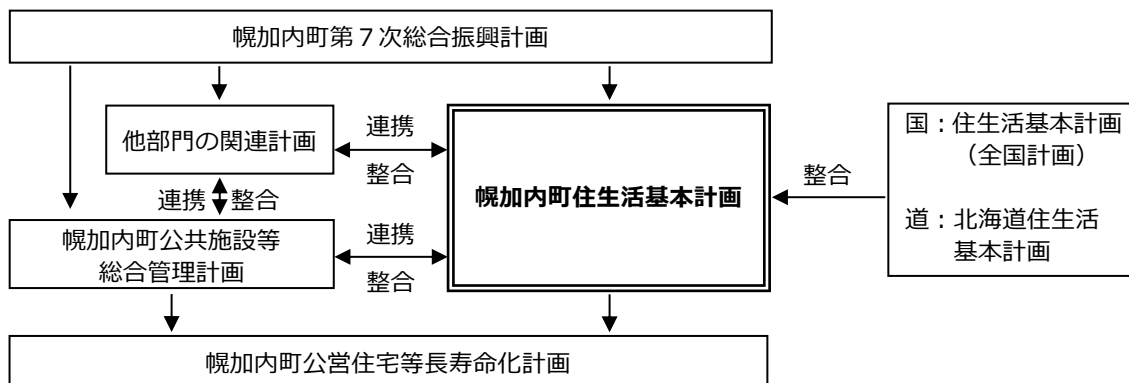 幌加内町第７次総合振興計画
他部門の関連計画
連携
整合
幌加内町住生活基本計画
整合
国：住生活基本計画
（全国計画）
道：北海道住生活
基本計画
連携
整合
幌加内町公共施設等
総合管理計画
連携
整合
幌加内町公営住宅等長寿命化計画